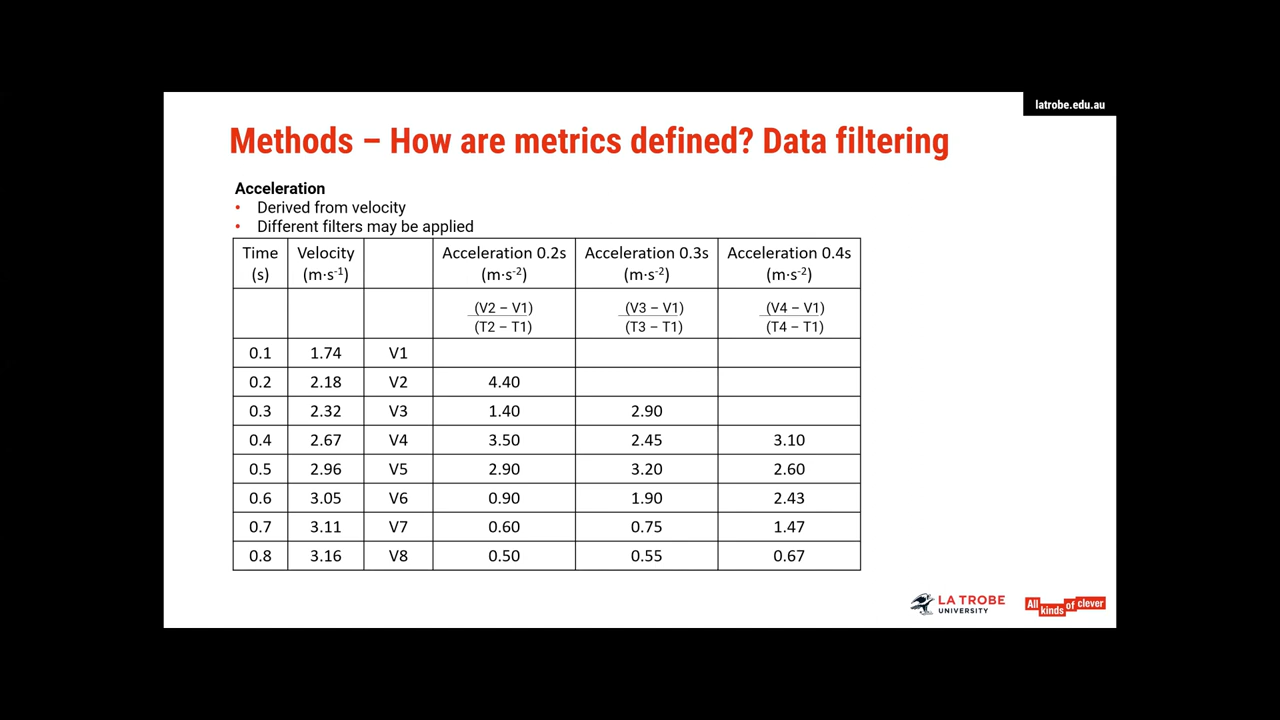 latrobe.edu.au
Methods – How are metrics defined? Data filtering
Acceleration
• Derived from velocity
• Different filters may be applied
Time (s) Velocity (m·s-1) Acceleration 0.2s (m·s-2) Acceleration 0.3s (m·s-2) Acceleration 0.4s (m·s-2)
(V2 – V1) (V3 – V1) (V4 – V1)
(T2 – T1) (T3 – T1) (T4 – T1)
0.1 1.74 V1
0.2 2.18 V2 4.40
0.3 2.32 V3 1.40 2.90
0.4 2.67 V4 3.50 2.45 3.10
0.5 2.96 V5 2.90 3.20 2.60
0.6 3.05 V6 0.90 1.90 2.43
0.7 3.11 V7 0.60 0.75 1.47
0.8 3.16 V8 0.50 0.55 0.67
LA TROBE
UNIVERSITY
All kinds of clever